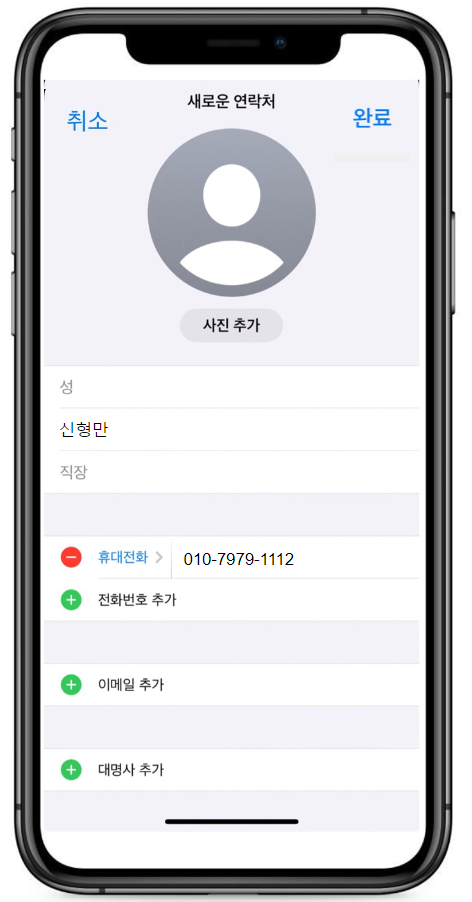 새로운 연락처
취소
완료
사진 추가
성
신형만
직장
휴대전화 010-7979-1112
전화번호 추가
이메일 추가
대명사 추가